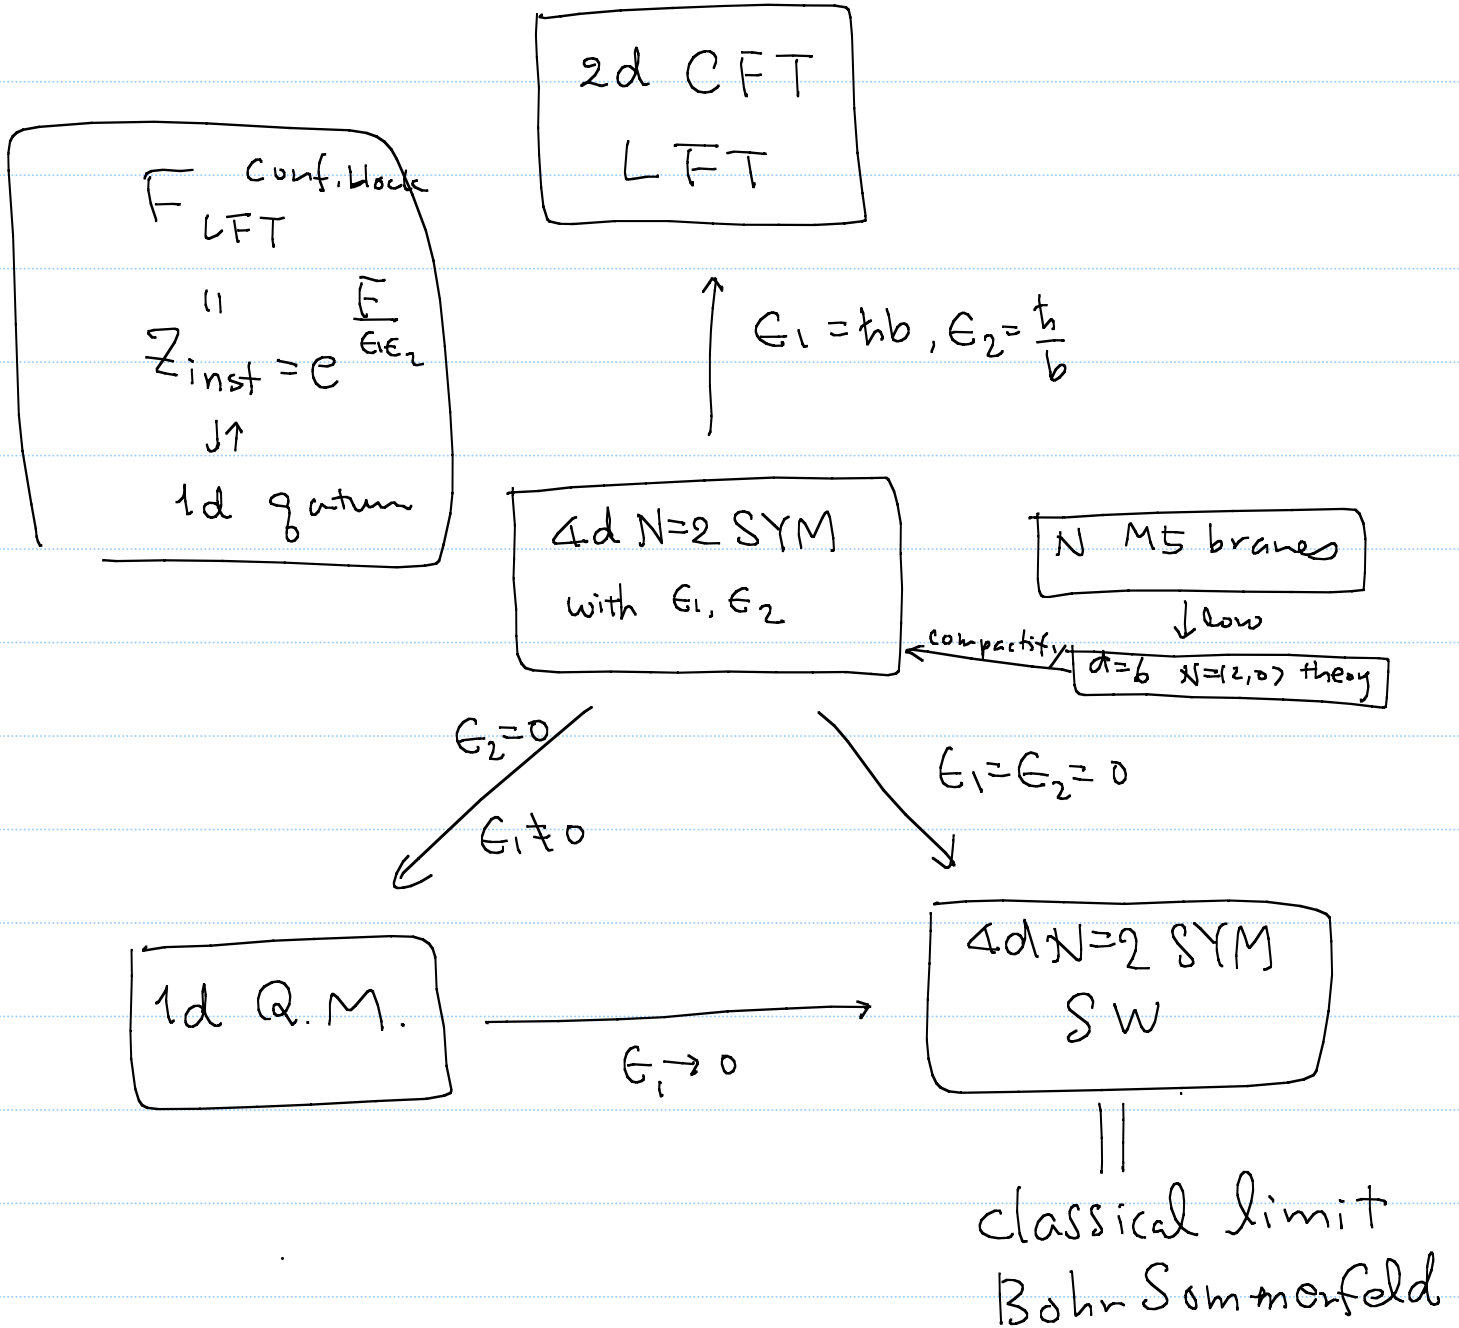 2d CFT
LFT
F conf. block
LFT
=
Zinst = e^{F/ϵ1ϵ2}
↓↑
1d qatum
ϵ1 = ħb, ϵ2 = ħ/b
4d N=2 SYM
with ϵ1, ϵ2
N M5 branes
↓ low
compactify
d=6 N=(2,0) theory
ϵ2=0
ϵ1≠0
ϵ1=ϵ2=0
1d Q.M.
ϵ1→0
4d N=2 SYM
SW
classical limit
Bohr Sommerfeld